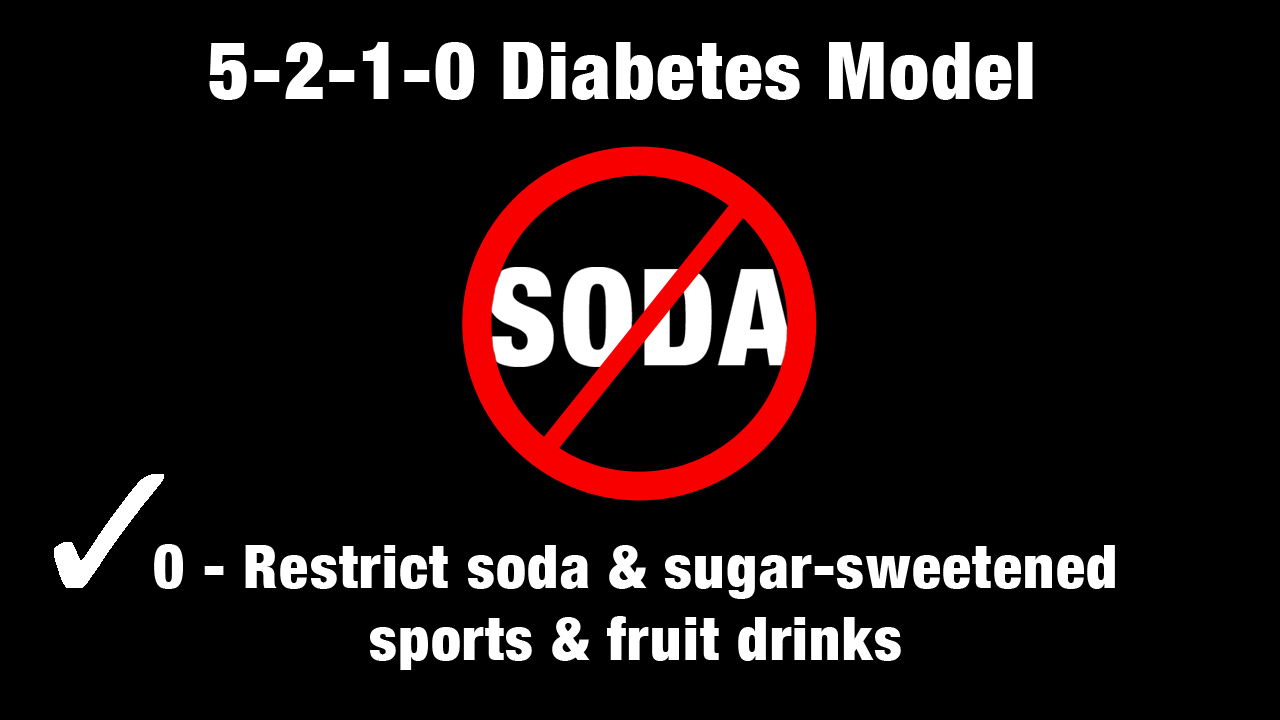 5-2-1-0 Diabetes Model
SODA
0 - Restrict soda & sugar-sweetened
sports & fruit drinks